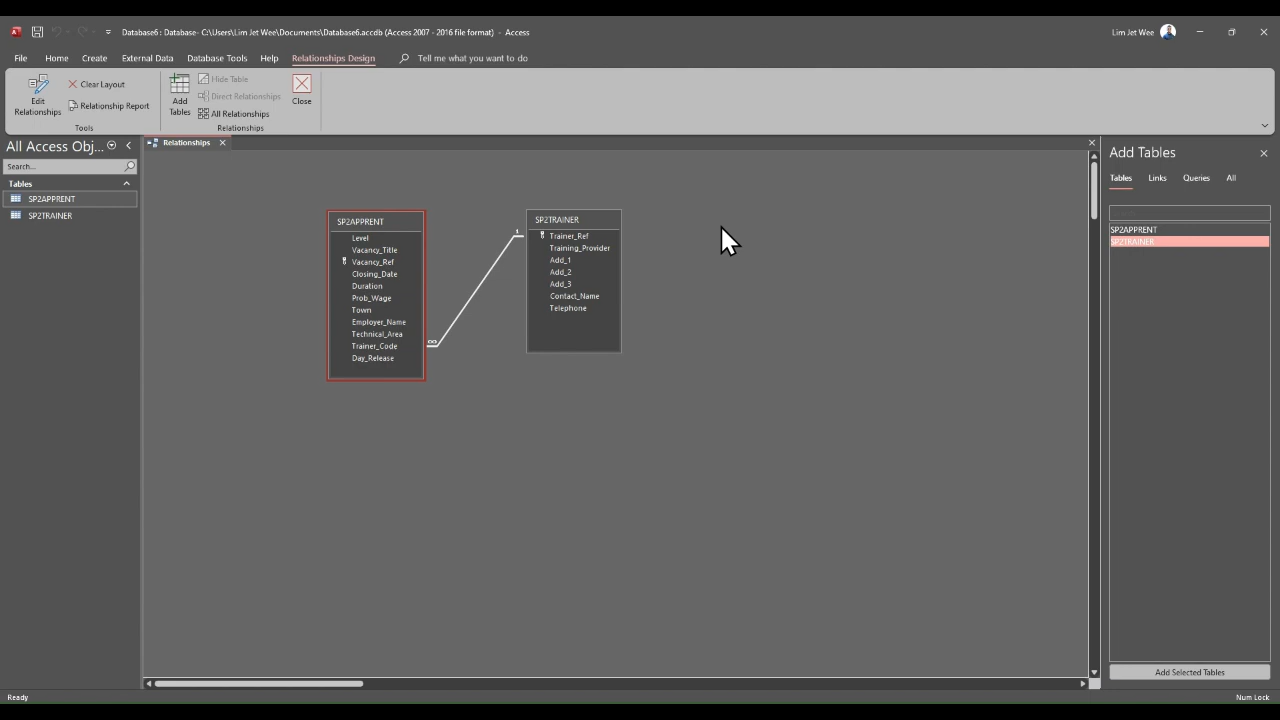 Database6 : Database- C:\Users\Lim Jet Wee\Documents\Database6.accdb (Access 2007 - 2016 file format) - Access
Lim Jet Wee
File Home Create External Data Database Tools Help Relationships Design Tell me what you want to do
Edit Relationships
Clear Layout
Relationship Report
Tools
Add Tables
Hide Table
Direct Relationships
All Relationships
Close
Relationships
All Access Obj...
Search...
Tables
SP2APPRENT
SP2TRAINER
Relationships
SP2APPRENT
Level
Vacancy_Title
Vacancy_Ref
Closing_Date
Duration
Prob_Wage
Town
Employer_Name
Technical_Area
Trainer_Code
Day_Release
∞
1
SP2TRAINER
Trainer_Ref
Training_Provider
Add_1
Add_2
Add_3
Contact_Name
Telephone
Add Tables
Tables Links Queries All
SP2APPRENT
SP2TRAINER
Add Selected Tables
Ready
Num Lock